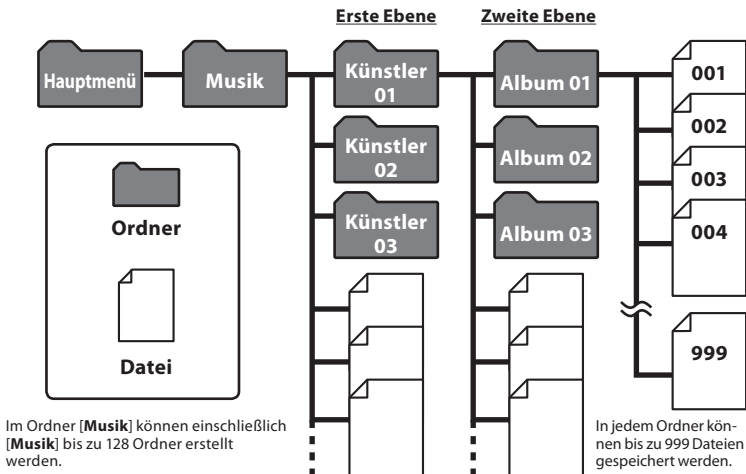 Erste Ebene
Zweite Ebene
Hauptmenü
Musik
Künstler
01
Album 01
001
002
003
004
999
Künstler
02
Album 02
Künstler
03
Album 03
Ordner
Datei
Im Ordner [Musik] können einschließlich
[Musik] bis zu 128 Ordner erstellt
werden.
In jedem Ordner kön-
nen bis zu 999 Dateien
gespeichert werden.